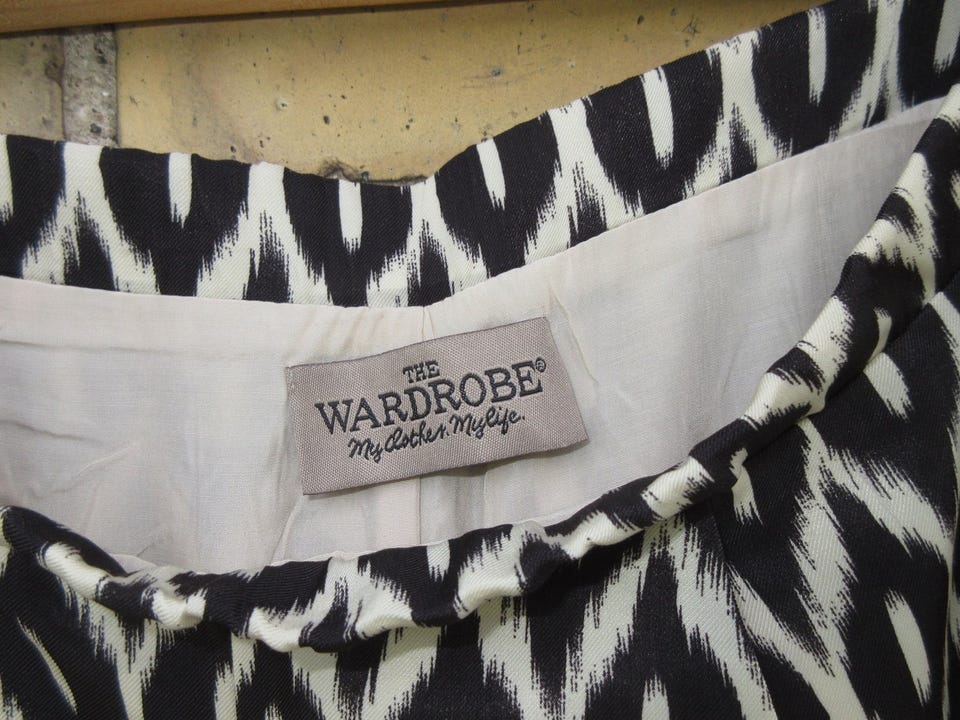 THE
WARDROBE®
My Clothes. My life.